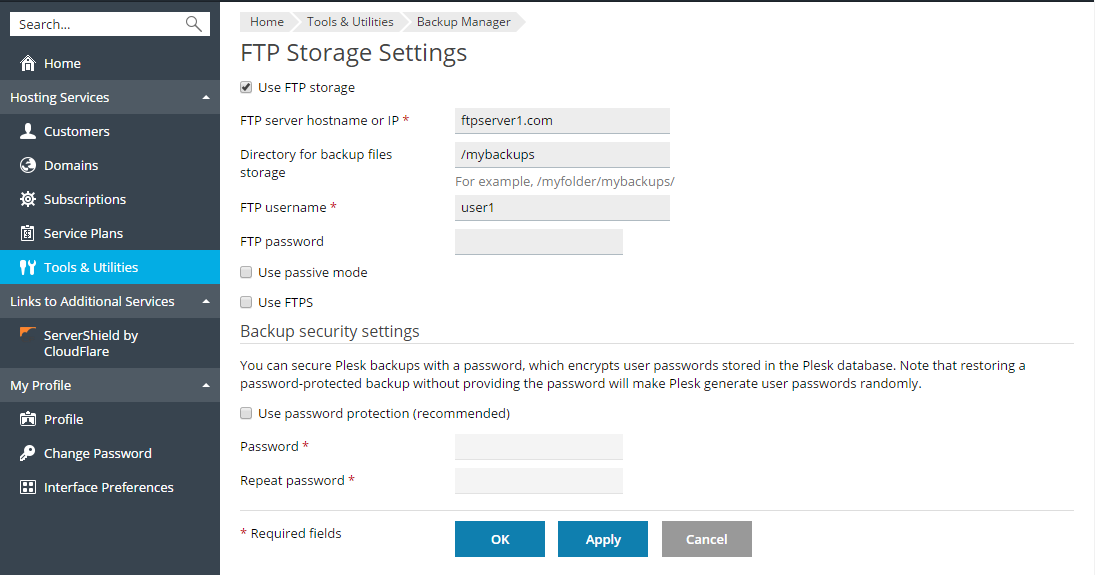 Search...
Home
Hosting Services
Customers
Domains
Subscriptions
Service Plans
Tools & Utilities
Links to Additional Services
ServerShield by
CloudFlare
My Profile
Profile
Change Password
Interface Preferences
Home Tools & Utilities Backup Manager
FTP Storage Settings
Use FTP storage
FTP server hostname or IP * ftpserver1.com
Directory for backup files
storage
/mybackups
For example, /myfolder/mybackups/
FTP username * user1
FTP password
Use passive mode
Use FTPS
Backup security settings
You can secure Plesk backups with a password, which encrypts user passwords stored in the Plesk database. Note that restoring a
password-protected backup without providing the password will make Plesk generate user passwords randomly.
Use password protection (recommended)
Password *
Repeat password *
* Required fields
OK Apply Cancel